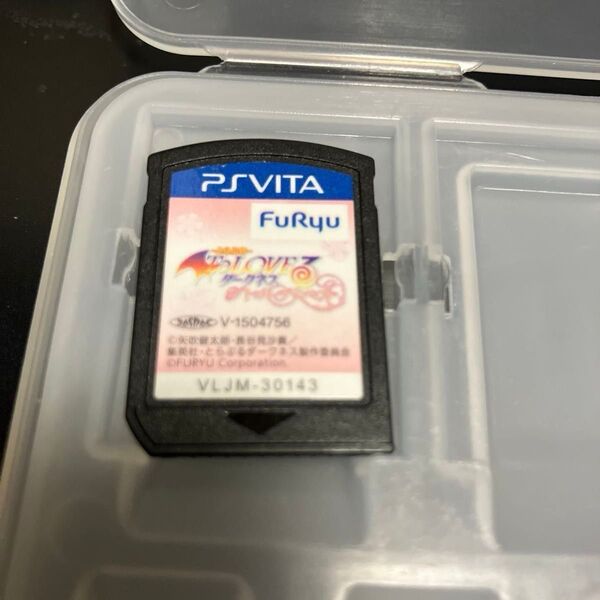 PSVITA
FuRyu
To LOVEる
ダークネス
V-1504756
©矢吹健太朗・長谷見沙貴／
集英社・とらぶるダークネス製作委員会
©FURYU Corporation.
VLJM-30143